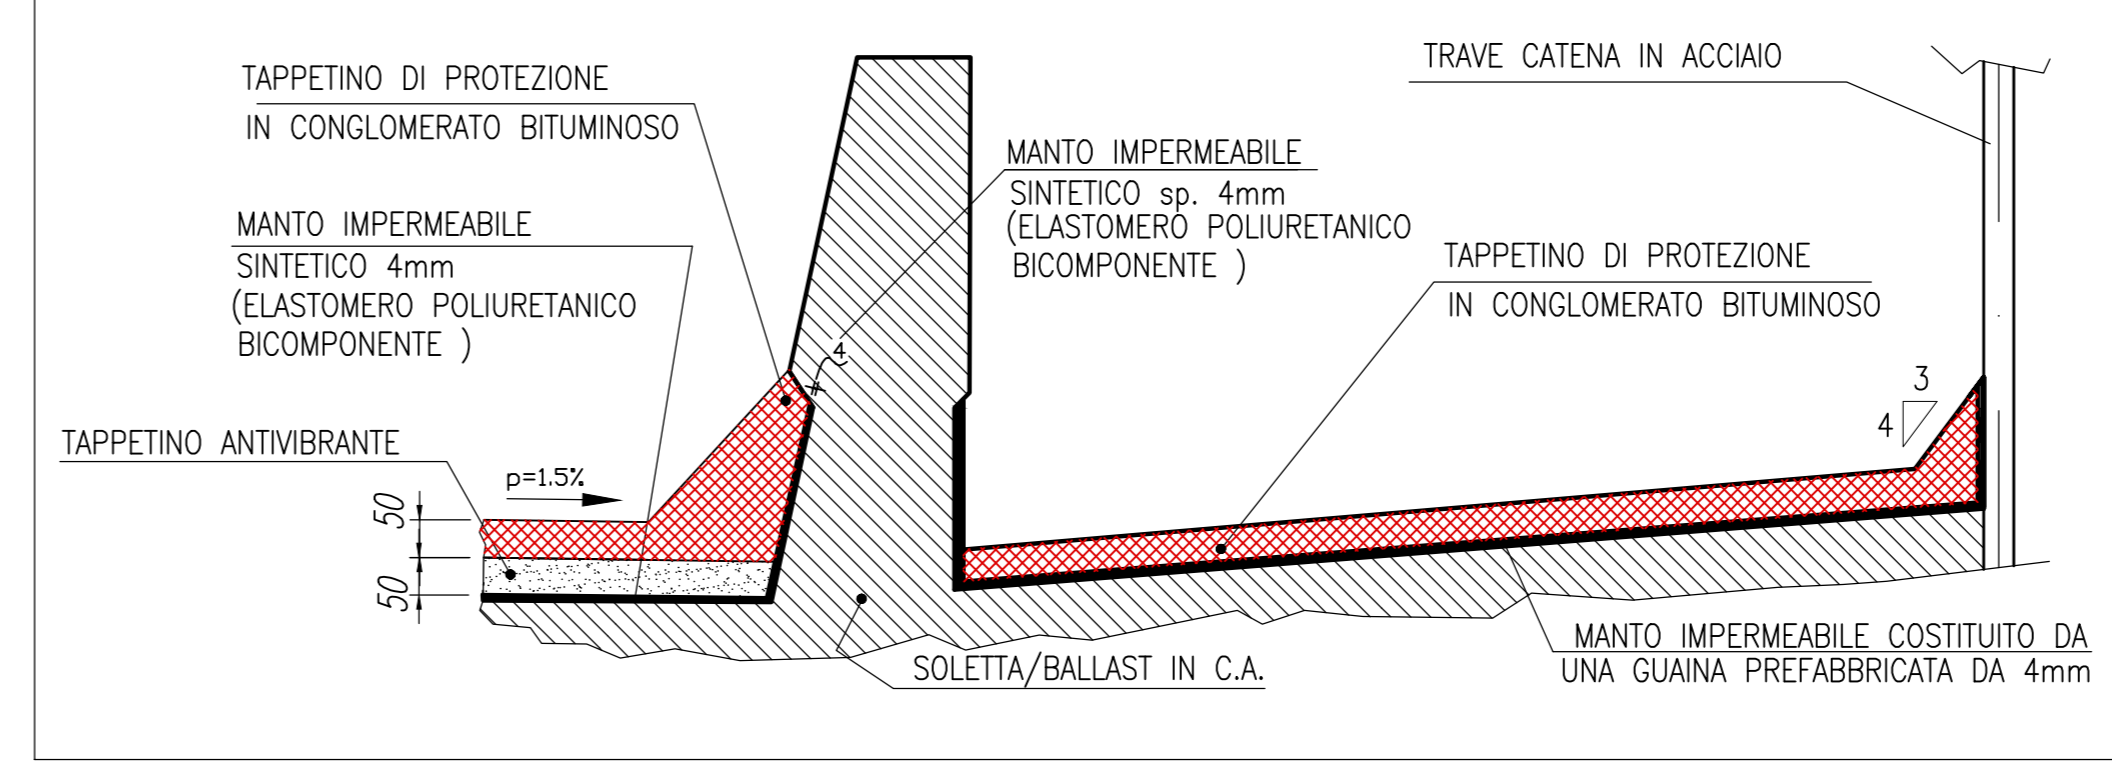 TAPPETINO DI PROTEZIONE
IN CONGLOMERATO BITUMINOSO
MANTO IMPERMEABILE
SINTETICO 4mm
(ELASTOMERO POLIURETANICO
BICOMPONENTE )
TAPPETINO ANTIVIBRANTE
p=1.5%
50
50
4
MANTO IMPERMEABILE
SINTETICO sp. 4mm
(ELASTOMERO POLIURETANICO
BICOMPONENTE )
TRAVE CATENA IN ACCIAIO
TAPPETINO DI PROTEZIONE
IN CONGLOMERATO BITUMINOSO
3
4
SOLETTA/BALLAST IN C.A.
MANTO IMPERMEABILE COSTITUITO DA
UNA GUAINA PREFABBRICATA DA 4mm